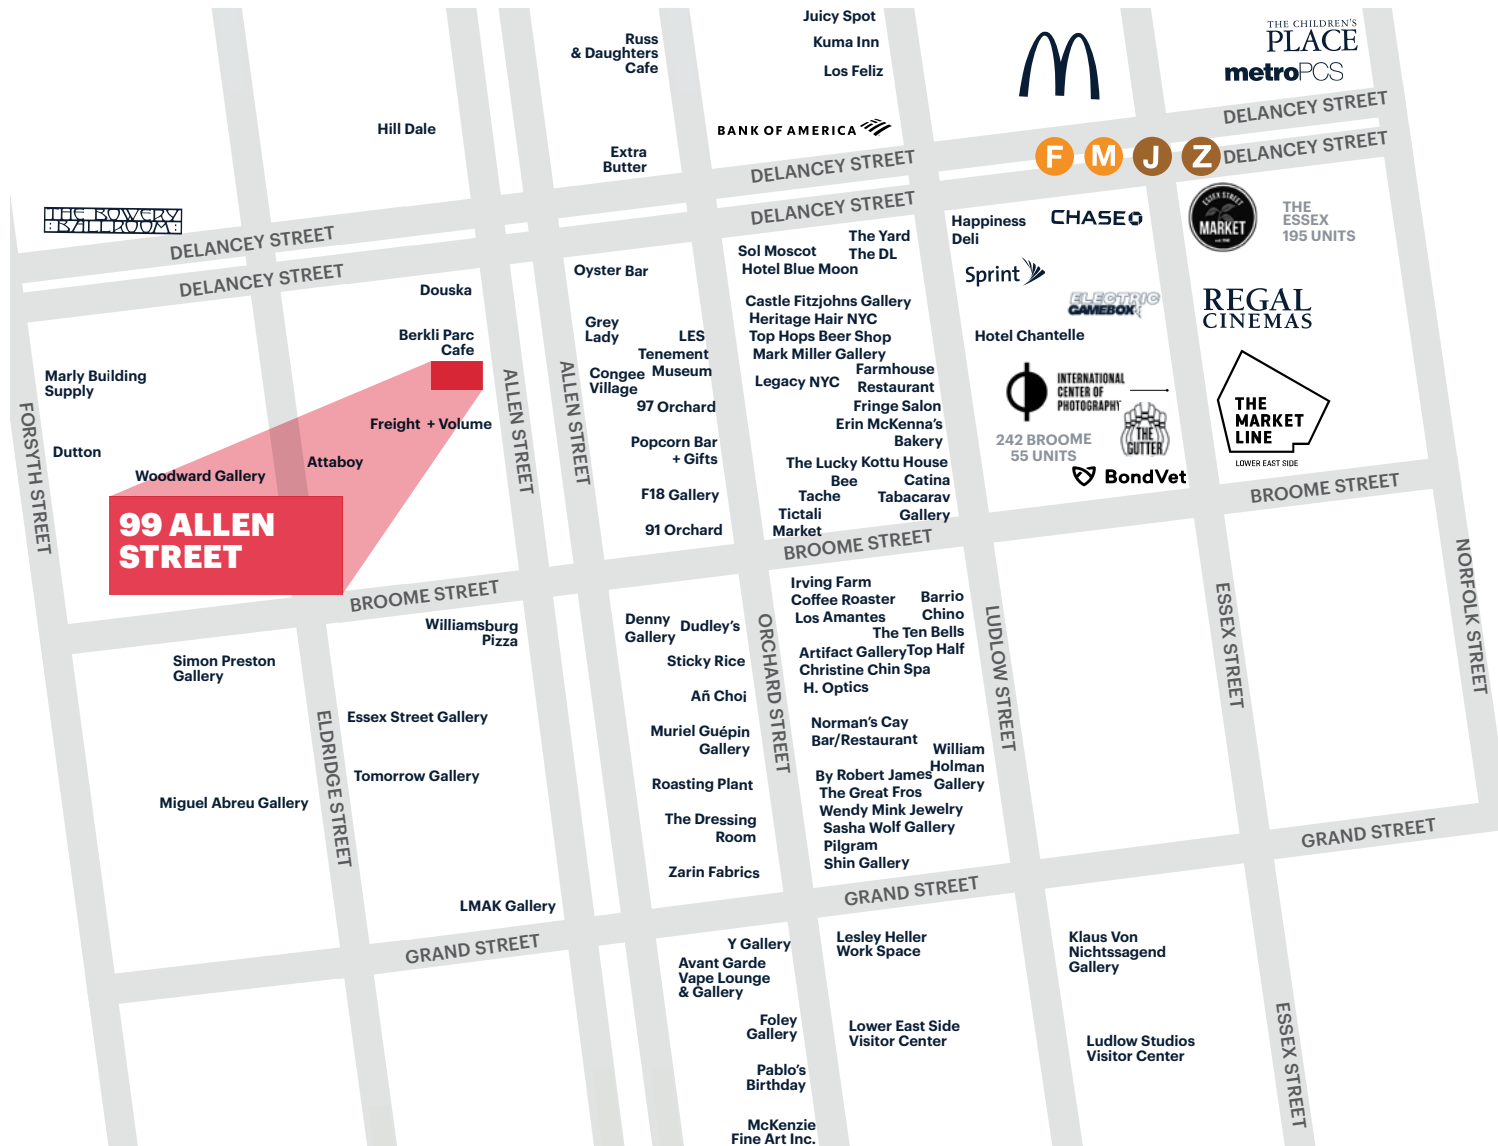 Juicy Spot
Kuma Inn
Los Feliz
Russ
& Daughters
Cafe
THE CHILDREN'S
PLACE
metroPCS
Hill Dale
BANK OF AMERICA
Extra
Butter
DELANCEY STREET
DELANCEY STREET
F
M
J
Z
DELANCEY STREET
DELANCEY STREET
THE BOWERY
BALLROOM
DELANCEY STREET
DELANCEY STREET
Douska
Berkli Parc
Cafe
Marly Building
Supply
Dutton
Freight + Volume
Attaboy
Woodward Gallery
99 ALLEN
STREET
FORSYTH STREET
ALLEN STREET
ALLEN STREET
Oyster Bar
Grey
Lady
LES
Tenement
Museum
Congee
Village
97 Orchard
Popcorn Bar
+ Gifts
F18 Gallery
91 Orchard
Sol Moscot
The Yard
The DL
Hotel Blue Moon
Castle Fitzjohns Gallery
Heritage Hair NYC
Top Hops Beer Shop
Mark Miller Gallery
Legacy NYC
Farmhouse
Restaurant
Fringe Salon
Erin McKenna's
Bakery
The Lucky
Bee
Kottu House
Catina
Tache
Tabacarav
Gallery
Tictali
Market
Happiness
Deli
CHASE
Sprint
ELECTRIC
GAMEBOX
Hotel Chantelle
INTERNATIONAL
CENTER OF
PHOTOGRAPHY
242 BROOME
55 UNITS
THE
GUTTER
BondVet
ESSEX STREET
MARKET
THE
ESSEX
195 UNITS
REGAL
CINEMAS
THE
MARKET
LINE
LOWER EAST SIDE
BROOME STREET
BROOME STREET
BROOME STREET
Williamsburg
Pizza
Simon Preston
Gallery
Essex Street Gallery
Tomorrow Gallery
Miguel Abreu Gallery
LMAK Gallery
ELDRIDGE STREET
Denny
Gallery
Dudley's
Sticky Rice
Añ Choi
Muriel Guépin
Gallery
Roasting Plant
The Dressing
Room
Zarin Fabrics
ORCHARD STREET
Irving Farm
Coffee Roaster
Los Amantes
Barrio
Chino
The Ten Bells
Artifact Gallery
Top Half
Christine Chin Spa
H. Optics
Norman's Cay
Bar/Restaurant
William
Holman
Gallery
By Robert James
The Great Fros
Wendy Mink Jewelry
Sasha Wolf Gallery
Pilgram
Shin Gallery
LUDLOW STREET
ESSEX STREET
NORFOLK STREET
GRAND STREET
GRAND STREET
GRAND STREET
Y Gallery
Avant Garde
Vape Lounge
& Gallery
Foley
Gallery
Pablo's
Birthday
McKenzie
Fine Art Inc.
Lesley Heller
Work Space
Lower East Side
Visitor Center
Klaus Von
Nichtssagend
Gallery
Ludlow Studios
Visitor Center
ESSEX STREET